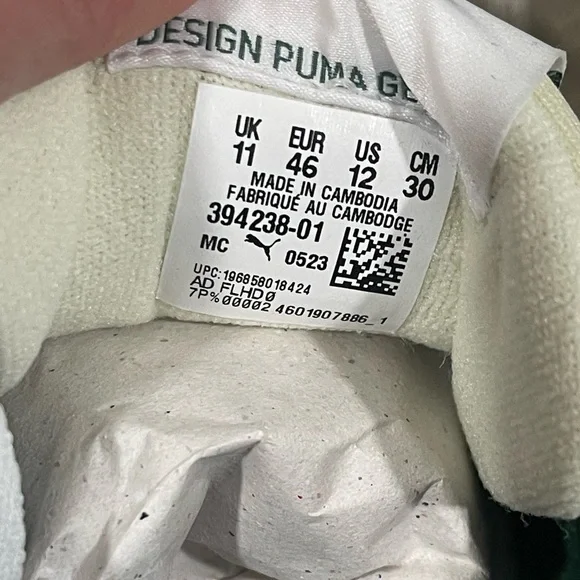 DESIGN PUMA GE
UK EUR US CM
11 46 12 30
MADE IN CAMBODIA
FABRIQUÉ AU CAMBODGE
394238-01
MC 0523
UPC:196858018424
AD FLHD0
7P%00002 4601907886_1